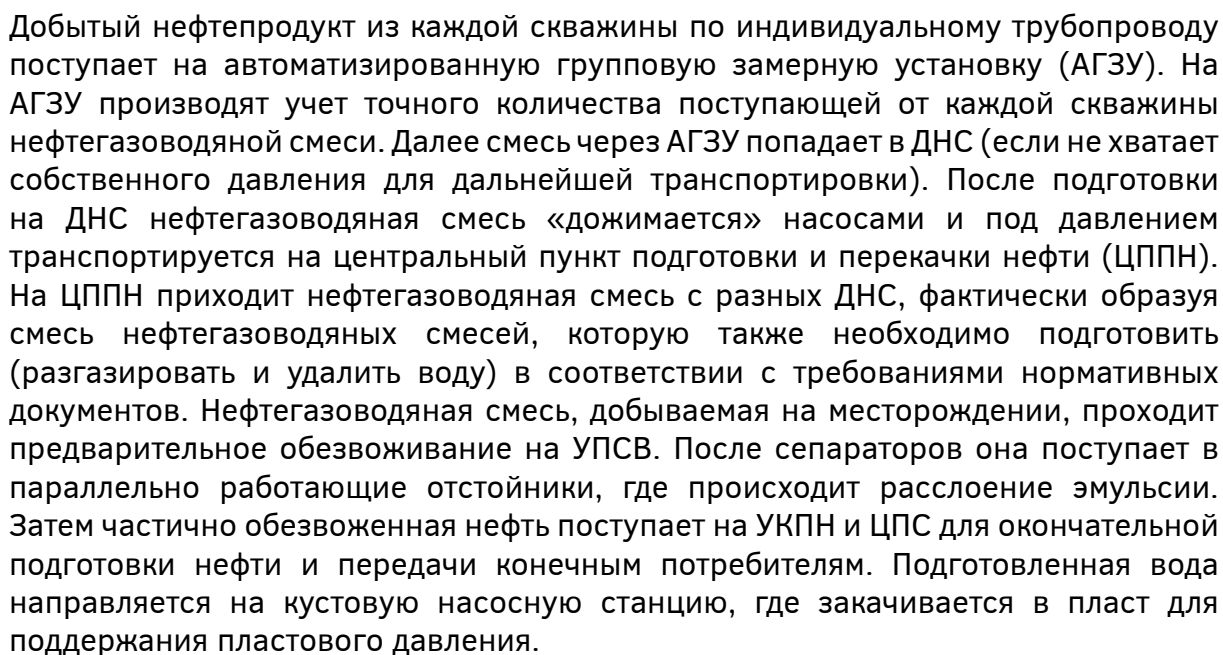 Добытый нефтепродукт из каждой скважины по индивидуальному трубопроводу
поступает на автоматизированную групповую замерную установку (АГЗУ). На
АГЗУ производят учет точного количества поступающей от каждой скважины
нефтегазоводяной смеси. Далее смесь через АГЗУ попадает в ДНС (если не хватает
собственного давления для дальнейшей транспортировки). После подготовки
на ДНС нефтегазоводяная смесь «дожимается» насосами и под давлением
транспортируется на центральный пункт подготовки и перекачки нефти (ЦППН).
На ЦППН приходит нефтегазоводяная смесь с разных ДНС, фактически образуя
смесь нефтегазоводяных смесей, которую также необходимо подготовить
(разгазировать и удалить воду) в соответствии с требованиями нормативных
документов. Нефтегазоводяная смесь, добываемая на месторождении, проходит
предварительное обезвоживание на УПСВ. После сепараторов она поступает в
параллельно работающие отстойники, где происходит расслоение эмульсии.
Затем частично обезвоженная нефть поступает на УКПН и ЦПС для окончательной
подготовки нефти и передачи конечным потребителям. Подготовленная вода
направляется на кустовую насосную станцию, где закачивается в пласт для
поддержания пластового давления.